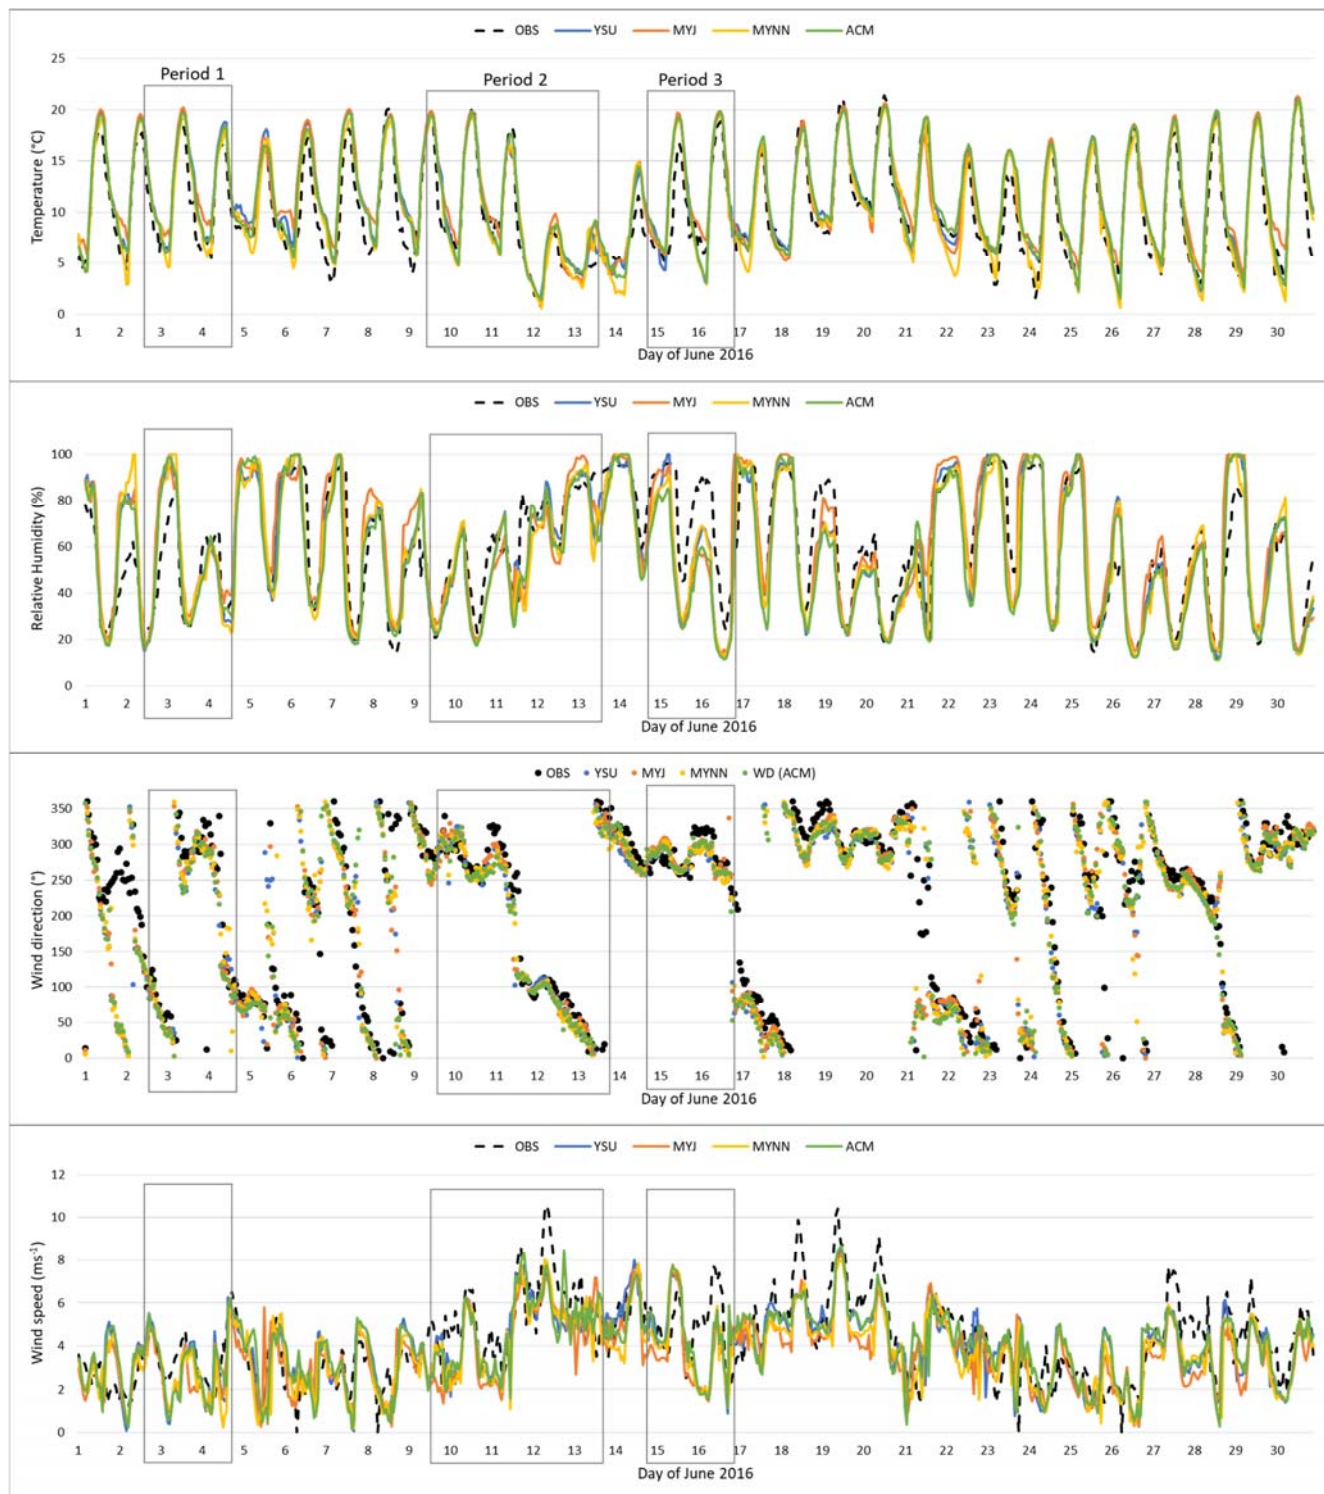 OBS YSU MYJ MYNN ACM
25
Period 1 Period 2 Period 3
20
15
10
5
0
Temperature (°C)
1 2 3 4 5 6 7 8 9 10 11 12 13 14 15 16 17 18 19 20 21 22 23 24 25 26 27 28 29 30
Day of June 2016
OBS YSU MYJ MYNN ACM
100
80
60
40
20
0
Relative Humidity (%)
1 2 3 4 5 6 7 8 9 10 11 12 13 14 15 16 17 18 19 20 21 22 23 24 25 26 27 28 29 30
Day of June 2016
OBS YSU MYJ MYNN WD (ACM)
350
300
250
200
150
100
50
0
Wind direction (°)
1 2 3 4 5 6 7 8 9 10 11 12 13 14 15 16 17 18 19 20 21 22 23 24 25 26 27 28 29 30
Day of June 2016
OBS YSU MYJ MYNN ACM
12
10
8
6
4
2
0
Wind speed (ms⁻¹)
1 2 3 4 5 6 7 8 9 10 11 12 13 14 15 16 17 18 19 20 21 22 23 24 25 26 27 28 29 30
Day of June 2016